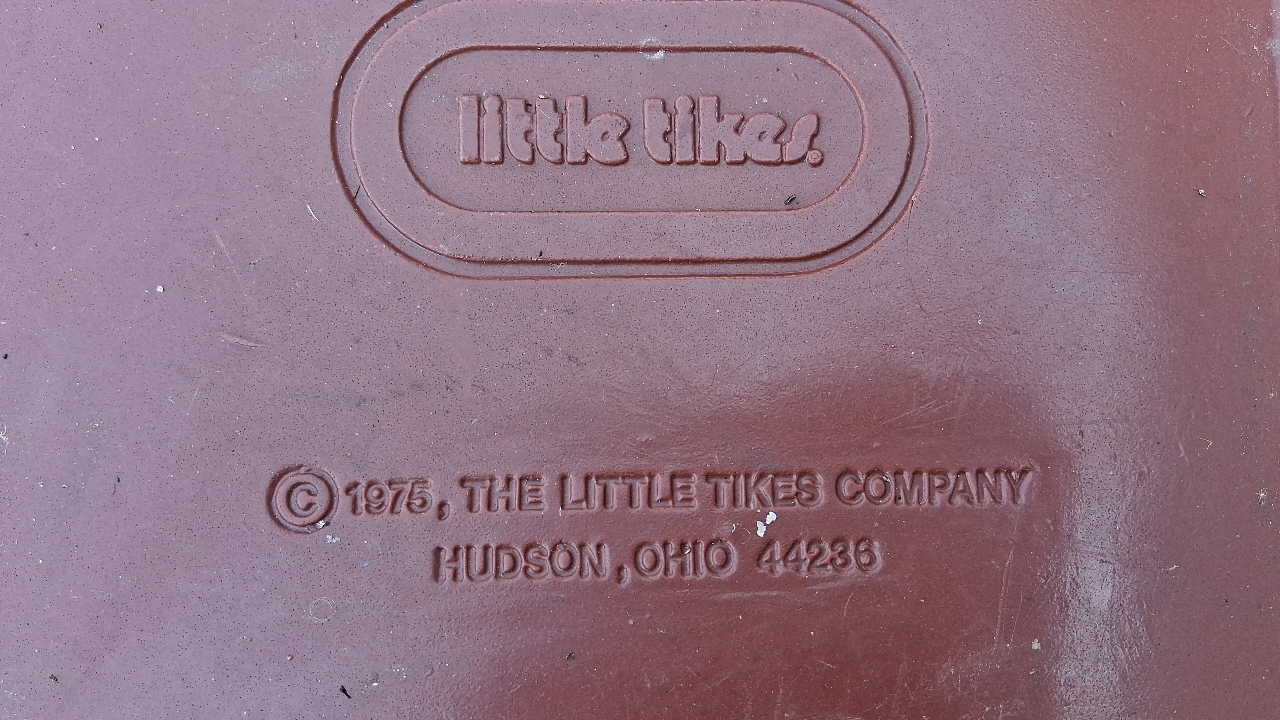 little tikes.
© 1975, THE LITTLE TIKES COMPANY
HUDSON, OHIO 44236